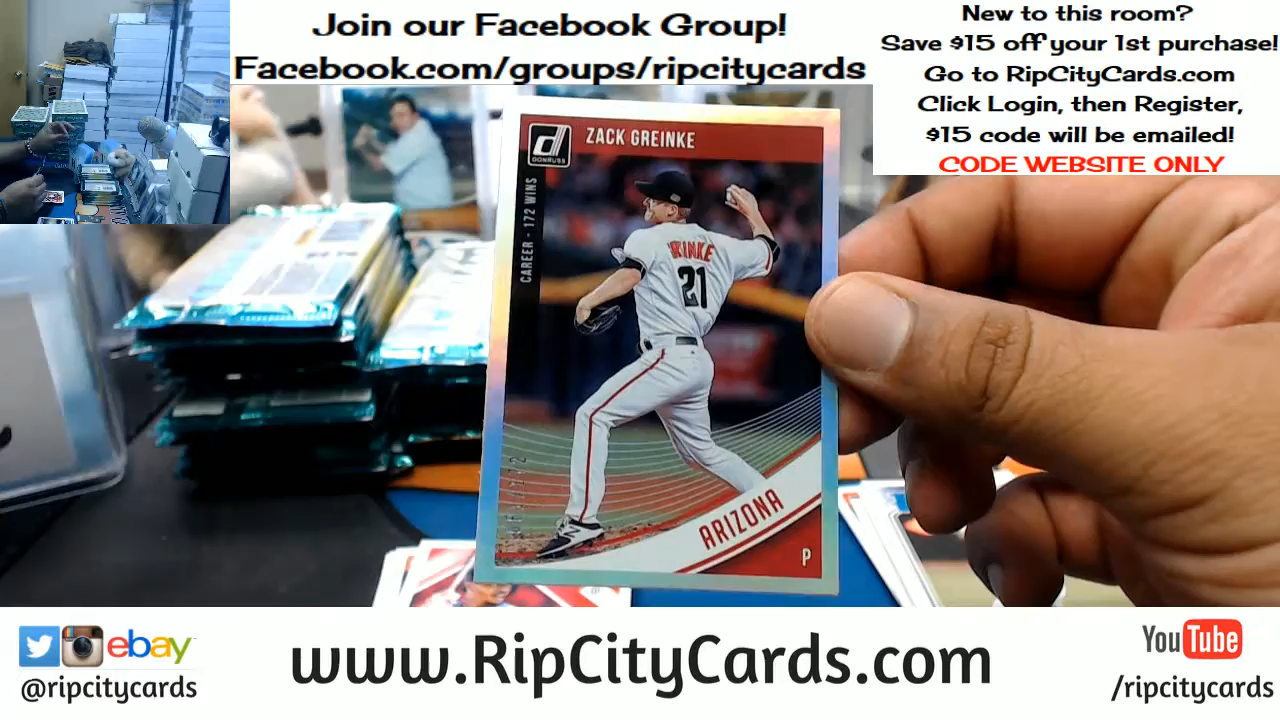 Join our Facebook Group!
Facebook.com/groups/ripcitycards
New to this room?
Save $15 off your 1st purchase!
Go to RipCityCards.com
Click Login, then Register,
$15 code will be emailed!
CODE WEBSITE ONLY
d
DONRUSS
ZACK GREINKE
CAREER - 172 WINS
21
ARIZONA
P
ebay
@ripcitycards
www.RipCityCards.com
YouTube
/ripcitycards